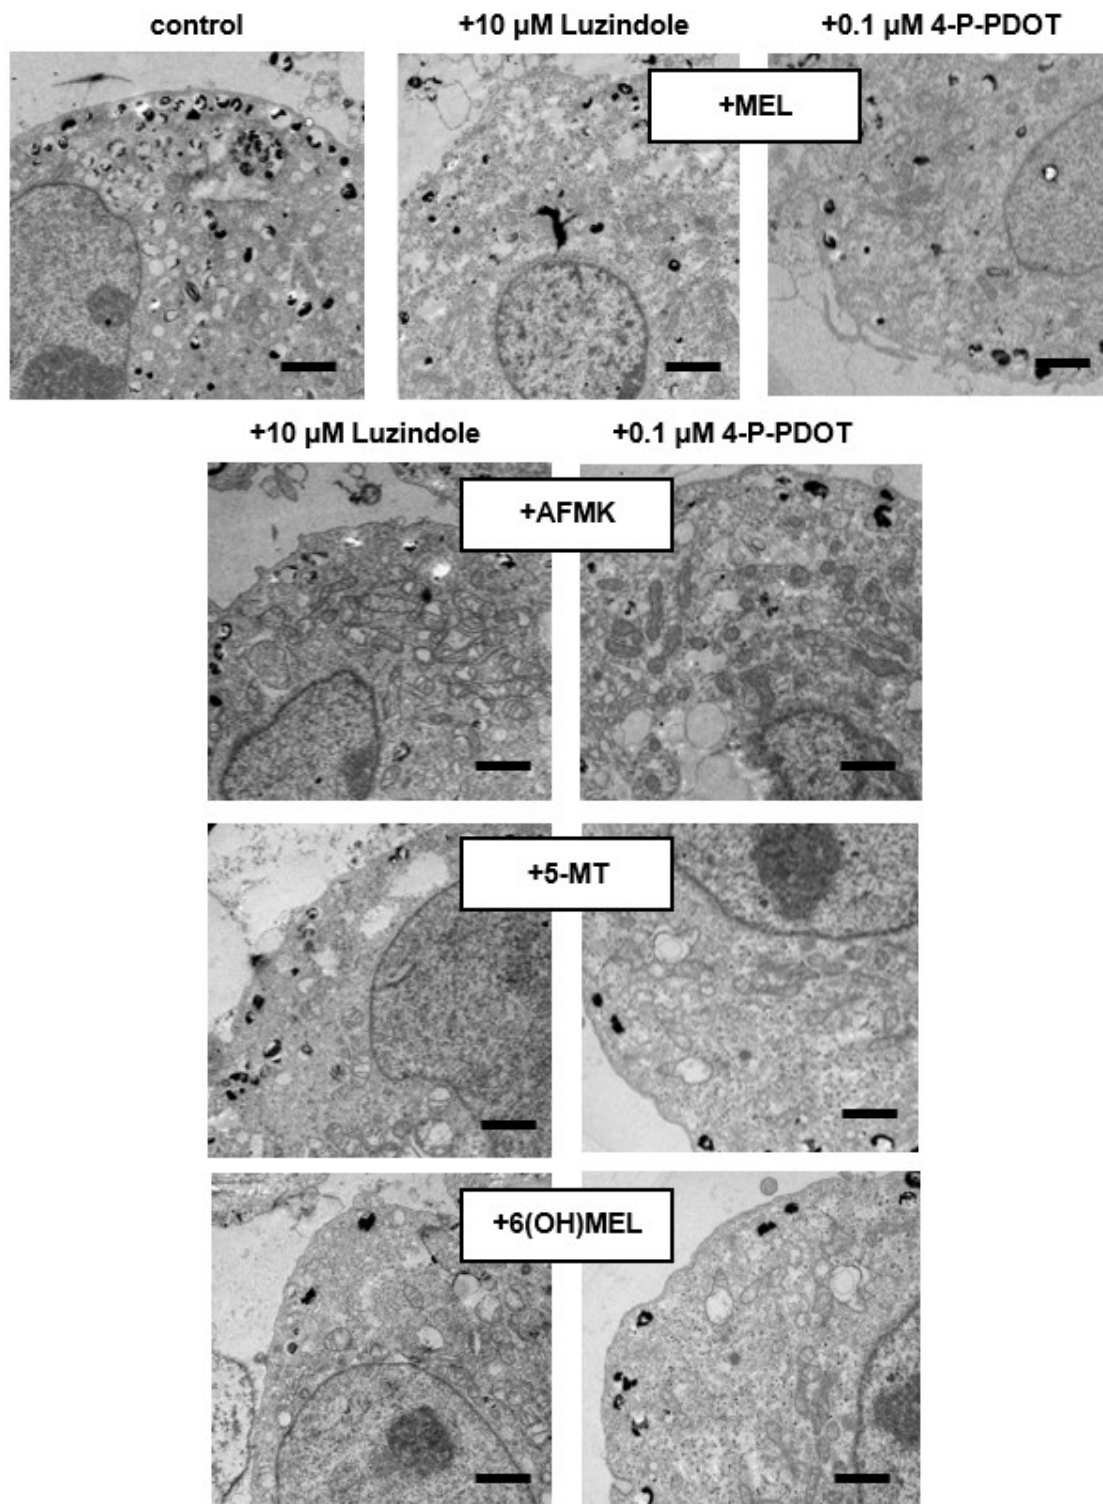 control
+10 µM Luzindole
+0.1 µM 4-P-PDOT
+MEL
+10 µM Luzindole
+0.1 µM 4-P-PDOT
+AFMK
+5-MT
+6(OH)MEL